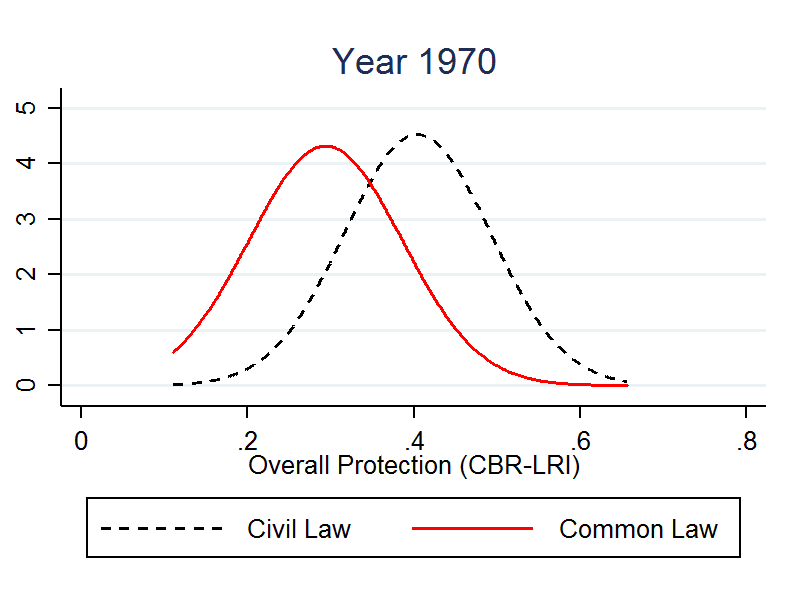 Year 1970
5
4
3
2
1
0
0 .2 .4 .6 .8
Overall Protection (CBR-LRI)
Civil Law Common Law